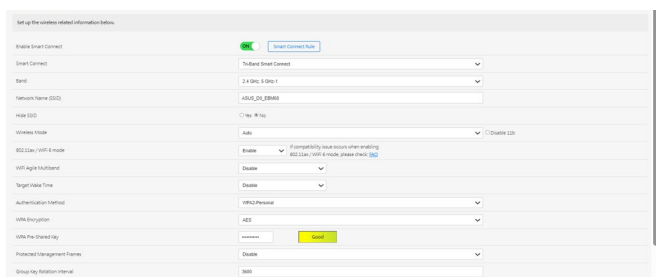 Set up the wireless related information below.
Enable Smart Connect ON Smart Connect Rule
Smart Connect Tri-Band Smart Connect
Band 2.4 GHz, 5 GHz-1
Network Name (SSID) ASUS_D0_EBM68
Hide SSID Yes No
Wireless Mode Auto Disable 11b
802.11ax / WiFi 6 mode Enable If compatibility issue occurs when enabling
802.11ax / WiFi 6 mode, please check: FAQ
WiFi Agile Multiband Disable
Target Wake Time Disable
Authentication Method WPA2-Personal
WPA Encryption AES
WPA Pre-Shared Key Good
Protected Management Frames Disable
Group Key Rotation Interval 3600